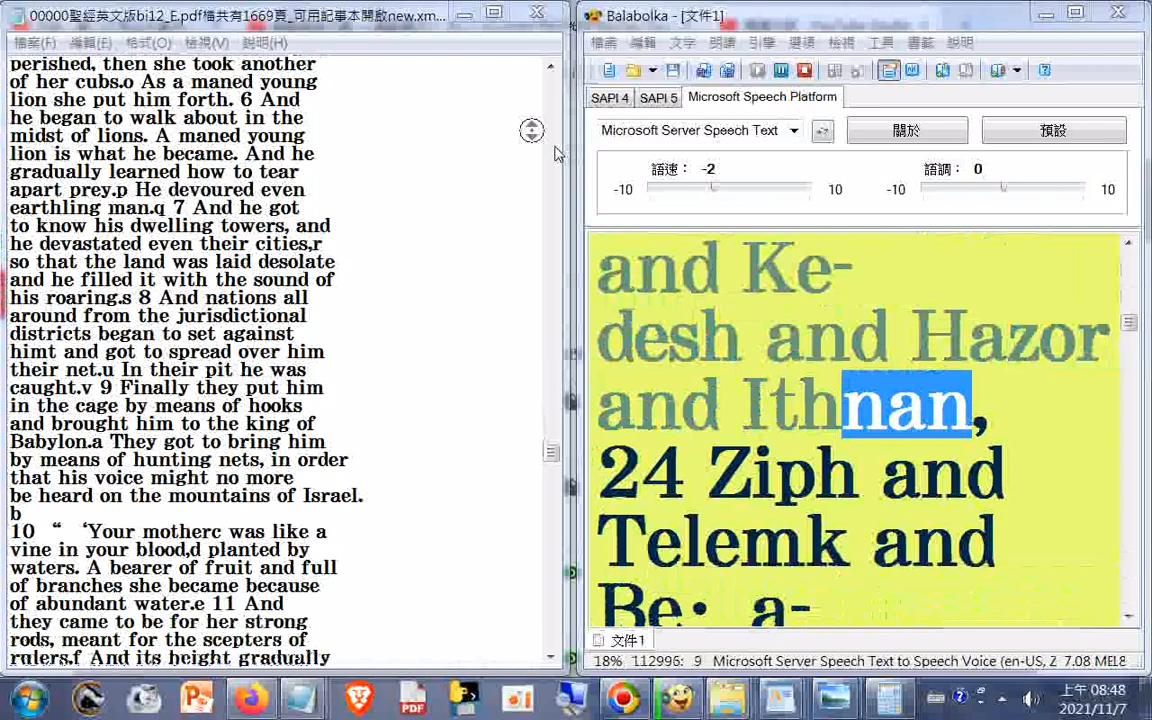 00000聖經英文版bi12_E.pdf檔共有1669頁_可用記事本開啟new.xm...
檔案(F) 編輯(E) 格式(O) 檢視(V) 說明(H)
perished, then she took another
of her cubs.o As a maned young
lion she put him forth. 6 And
he began to walk about in the
midst of lions. A maned young
lion is what he became. And he
gradually learned how to tear
apart prey.p He devoured even
earthling man.q 7 And he got
to know his dwelling towers, and
he devastated even their cities,r
so that the land was laid desolate
and he filled it with the sound of
his roaring.s 8 And nations all
around from the jurisdictional
districts began to set against
himt and got to spread over him
their net.u In their pit he was
caught.v 9 Finally they put him
in the cage by means of hooks
and brought him to the king of
Babylon.a They got to bring him
by means of hunting nets, in order
that his voice might no more
be heard on the mountains of Israel.
b
10 “ ‘Your motherc was like a
vine in your blood,d planted by
waters. A bearer of fruit and full
of branches she became because
of abundant water.e 11 And
they came to be for her strong
rods, meant for the scepters of
rulers.f And its height gradually
Balabolka - [文件1]
檔案 編輯 文字 朗讀 引擎 選項 檢視 工具 書籤 說明
SAPI 4 SAPI 5 Microsoft Speech Platform
Microsoft Server Speech Text +? 關於 預設
語速： -2 語調： 0
-10 10 -10 10
and Ke-
desh and Hazor
and Ithnan,
24 Ziph and
Telemk and
Be· a-
文件1
18% 112996: 9 Microsoft Server Speech Text to Speech Voice (en-US, Z 7.08 MEL8
PDF
上午 08:48
2021/11/7